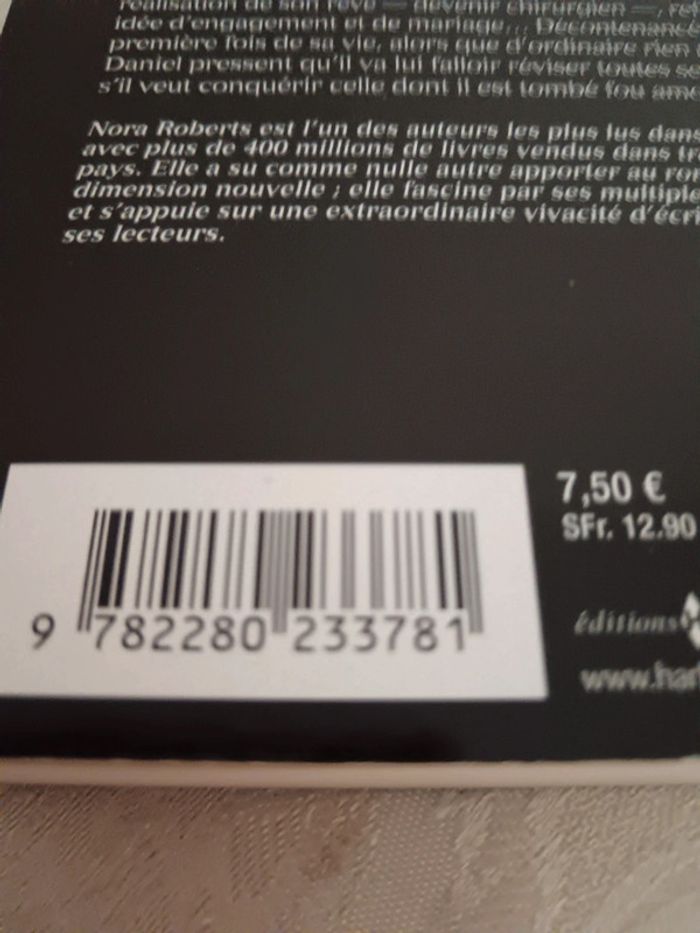 réalisation de son rêve — devenir chirurgien —,
idée d'engagement et de mariage... Décontenancé
première fois de sa vie, alors que d'ordinaire rien
Daniel pressent qu'il va lui falloir réviser toutes
s'il veut conquérir celle dont il est tombé fou
Nora Roberts est l'un des auteurs les plus lus dans
avec plus de 400 millions de livres vendus dans
pays. Elle a su comme nulle autre apporter au
dimension nouvelle ; elle fascine par ses
et s'appuie sur une extraordinaire vivacité
ses lecteurs.
7,50 €
SFr. 12.90
éditions
9 782280 233781